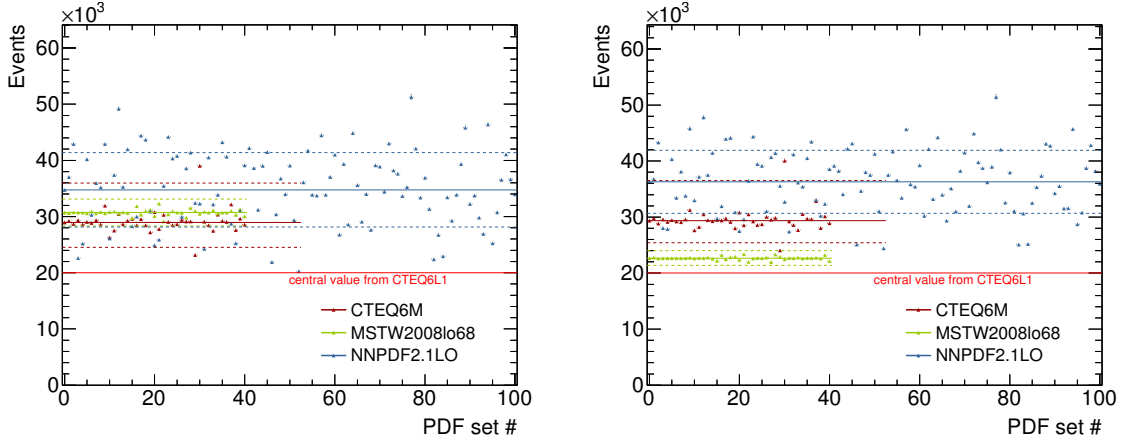 ×10³
Events
60
50
40
30
20
10
0
0 20 40 60 80 100
PDF set #
central value from CTEQ6L1
CTEQ6M
MSTW2008lo68
NNPDF2.1LO
×10³
Events
60
50
40
30
20
10
0
0 20 40 60 80 100
PDF set #
central value from CTEQ6L1
CTEQ6M
MSTW2008lo68
NNPDF2.1LO